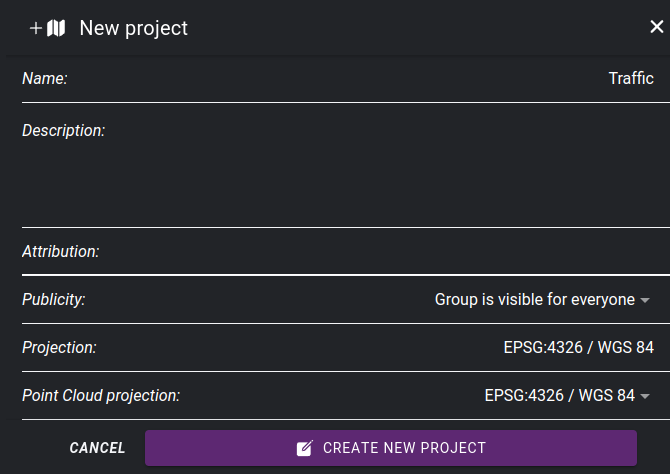 New project
Name: Traffic
Description:
Attribution:
Publicity: Group is visible for everyone
Projection: EPSG:4326 / WGS 84
Point Cloud projection: EPSG:4326 / WGS 84
CANCEL CREATE NEW PROJECT